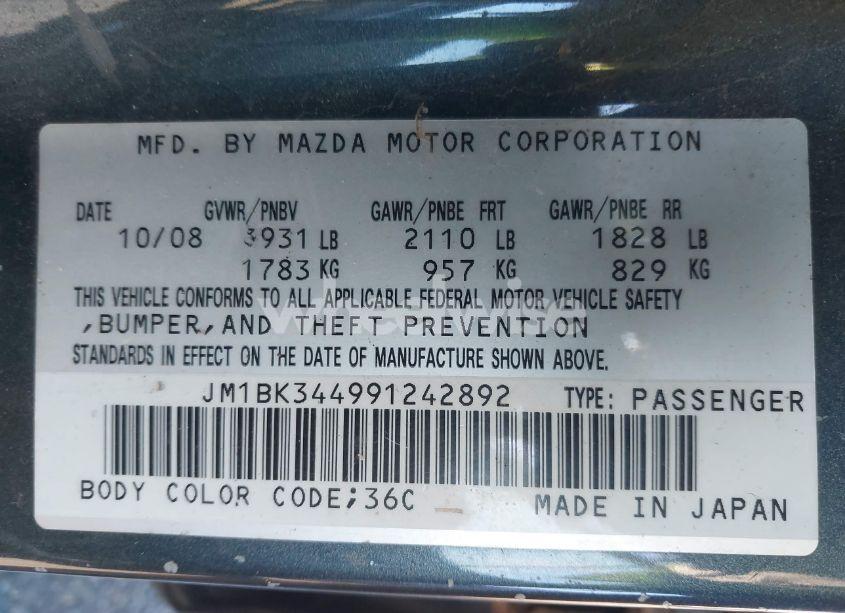 MFD. BY MAZDA MOTOR CORPORATION
DATE GVWR/PNBV GAWR/PNBE FRT GAWR/PNBE RR
10/08 3931 LB 2110 LB 1828 LB
1783 KG 957 KG 829 KG
THIS VEHICLE CONFORMS TO ALL APPLICABLE FEDERAL MOTOR VEHICLE SAFETY
,BUMPER,AND THEFT PREVENTION
STANDARDS IN EFFECT ON THE DATE OF MANUFACTURE SHOWN ABOVE.
JM1BK344991242892 TYPE: PASSENGER
BODY COLOR CODE;36C MADE IN JAPAN